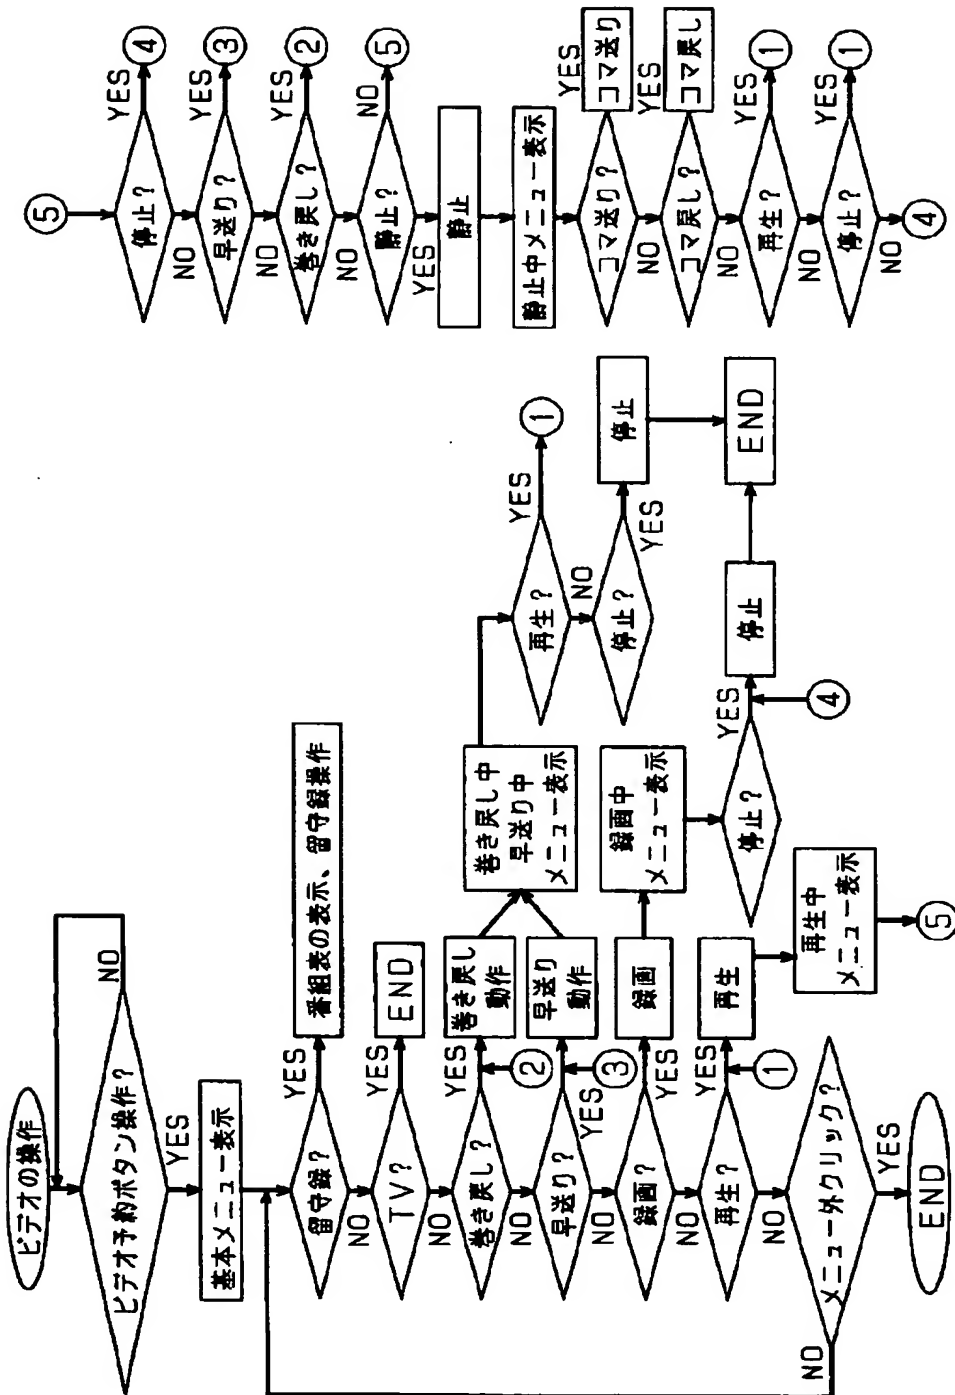 ビデオの操作
ビデオ予約ボタン操作？
NO
YES
基本メニュー表示
留守録？
YES
番組表の表示、留守録操作
NO
TV？
YES
END
NO
巻き戻し？
YES
②
巻き戻し
動作
NO
早送り？
YES
③
早送り
動作
巻き戻し中
早送り中
メニュー表示
再生？
YES
①
NO
停止？
YES
停止
END
NO
録画？
YES
録画
録画中
メニュー表示
停止？
YES
④
停止
NO
再生？
YES
①
再生
再生中
メニュー表示
⑤
NO
メニュー外クリック？
NO
YES
END
⑤
停止？
YES
④
NO
早送り？
YES
③
NO
巻き戻し？
YES
②
NO
静止？
NO
⑤
YES
静止
静止中メニュー表示
コマ送り？
YES
コマ送り
NO
コマ戻し？
YES
コマ戻し
NO
再生？
YES
①
NO
停止？
YES
①
NO
④